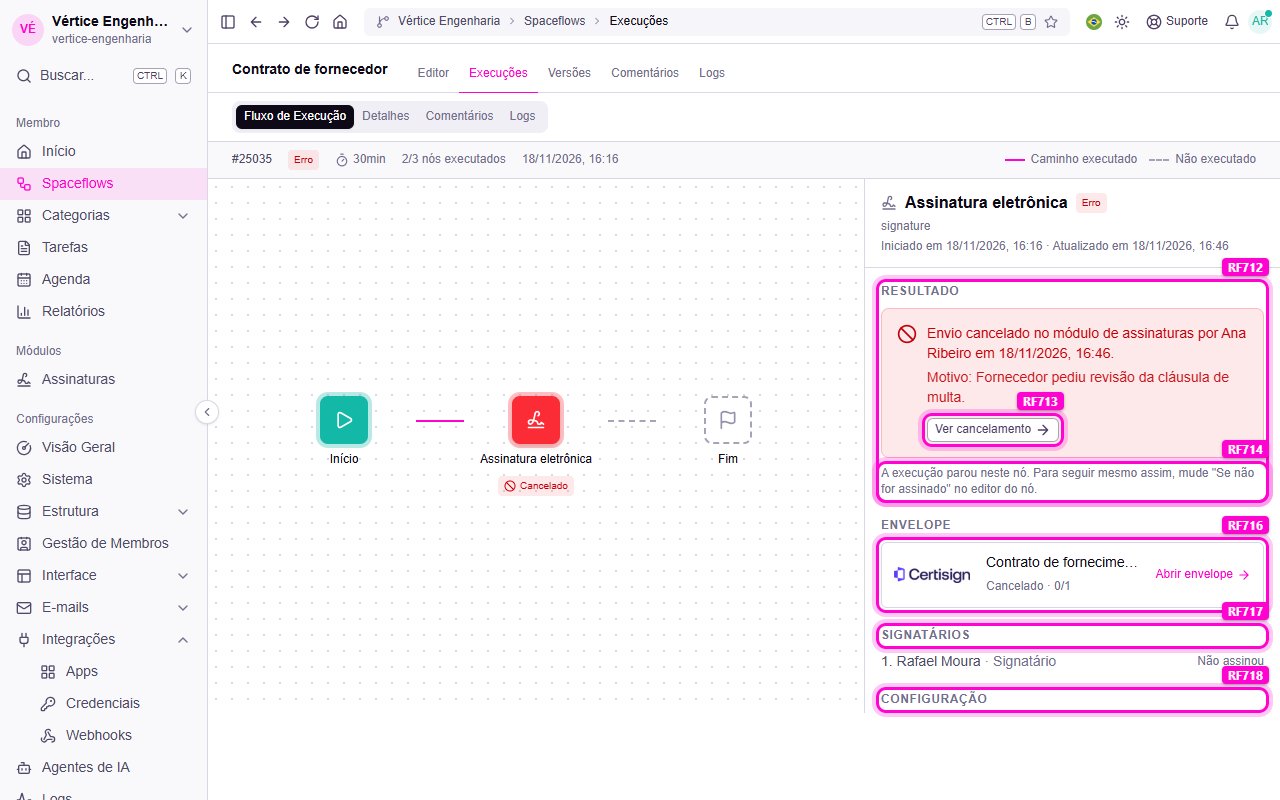 VÉ
Vértice Engenh...
vertice-engenharia
Vértice Engenharia
Spaceflows
Execuções
CTRL
B
Suporte
AR
Buscar...
CTRL
K
Contrato de fornecedor
Editor
Execuções
Versões
Comentários
Logs
Fluxo de Execução
Detalhes
Comentários
Logs
#25035
Erro
30min
2/3 nós executados
18/11/2026, 16:16
Caminho executado
Não executado
Membro
Início
Spaceflows
Categorias
Tarefas
Agenda
Relatórios
Módulos
Assinaturas
Configurações
Visão Geral
Sistema
Estrutura
Gestão de Membros
Interface
E-mails
Integrações
Apps
Credenciais
Webhooks
Agentes de IA
Logs
Início
Assinatura eletrônica
Cancelado
Fim
Assinatura eletrônica
Erro
signature
Iniciado em 18/11/2026, 16:16 · Atualizado em 18/11/2026, 16:46
RF712
RESULTADO
Envio cancelado no módulo de assinaturas por Ana
Ribeiro em 18/11/2026, 16:46.
Motivo: Fornecedor pediu revisão da cláusula de
multa.
RF713
Ver cancelamento
RF714
A execução parou neste nó. Para seguir mesmo assim, mude "Se não
for assinado" no editor do nó.
ENVELOPE
RF716
Certisign
Contrato de fornecime...
Cancelado · 0/1
Abrir envelope
RF717
SIGNATÁRIOS
1. Rafael Moura · Signatário
Não assinou
RF718
CONFIGURAÇÃO